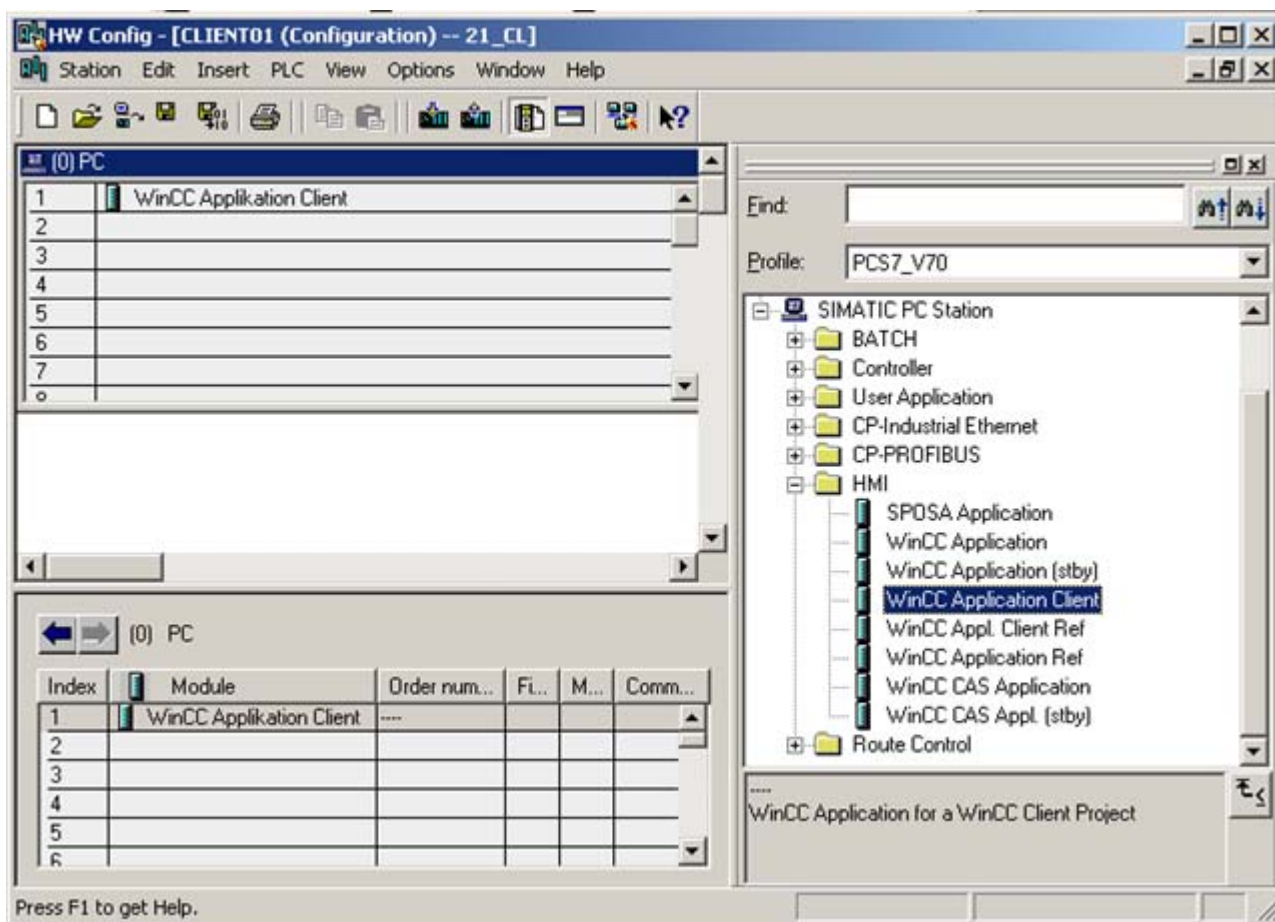 HW Config - [CLIENT01 (Configuration) -- 21_CL]
Station Edit Insert PLC View Options Window Help
(0) PC
1 WinCC Applikation Client
2
3
4
5
6
7
Find:
Profile: PCS7_V70
SIMATIC PC Station
BATCH
Controller
User Application
CP-Industrial Ethernet
CP-PROFIBUS
HMI
SPOSA Application
WinCC Application
WinCC Application (stby)
WinCC Application Client
WinCC Appl. Client Ref
WinCC Application Ref
WinCC CAS Application
WinCC CAS Appl. (stby)
Route Control
----
WinCC Application for a WinCC Client Project
(0) PC
Index Module Order num... Fi... M... Comm...
1 WinCC Applikation Client ----
2
3
4
5
6
Press F1 to get Help.